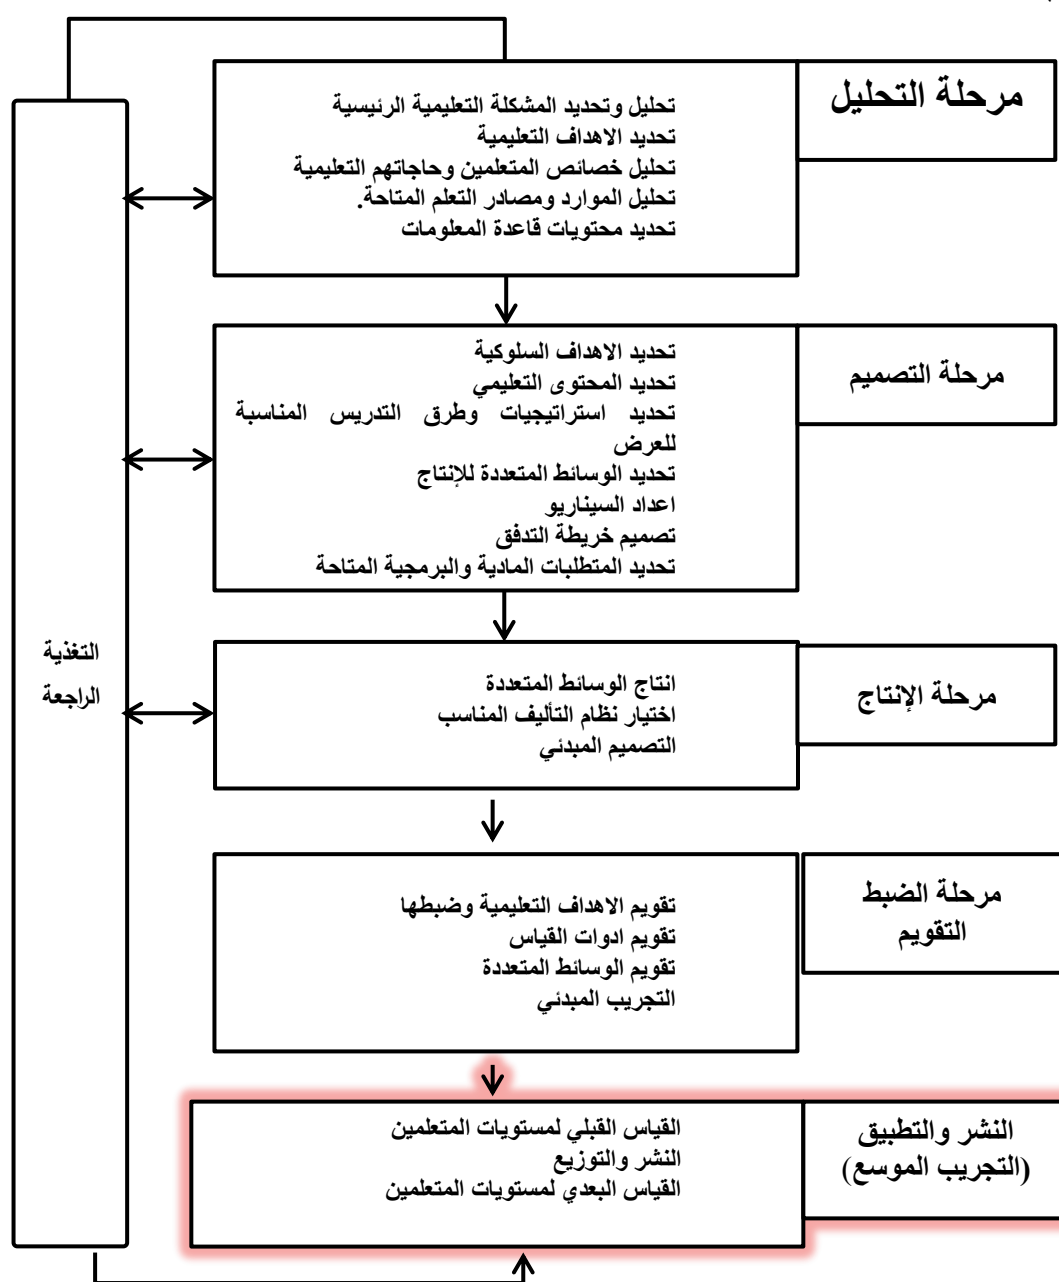 مرحلة التحليل
تحليل وتحديد المشكلة التعليمية الرئيسية
تحديد الاهداف التعليمية
تحليل خصائص المتعلمين وحاجاتهم التعليمية
تحليل الموارد ومصادر التعلم المتاحة.
تحديد محتويات قاعدة المعلومات
مرحلة التصميم
تحديد الاهداف السلوكية
تحديد المحتوى التعليمي
تحديد استراتيجيات وطرق التدريس المناسبة
للعرض
تحديد الوسائط المتعددة للإنتاج
اعداد السيناريو
تصميم خريطة التدفق
تحديد المتطلبات المادية والبرمجية المتاحة
مرحلة الإنتاج
انتاج الوسائط المتعددة
اختيار نظام التأليف المناسب
التصميم المبدئي
مرحلة الضبط
التقويم
تقويم الاهداف التعليمية وضبطها
تقويم ادوات القياس
تقويم الوسائط المتعددة
التجريب المبدئي
النشر والتطبيق
(التجريب الموسع)
القياس القبلي لمستويات المتعلمين
النشر والتوزيع
القياس البعدي لمستويات المتعلمين
التغذية
الراجعة